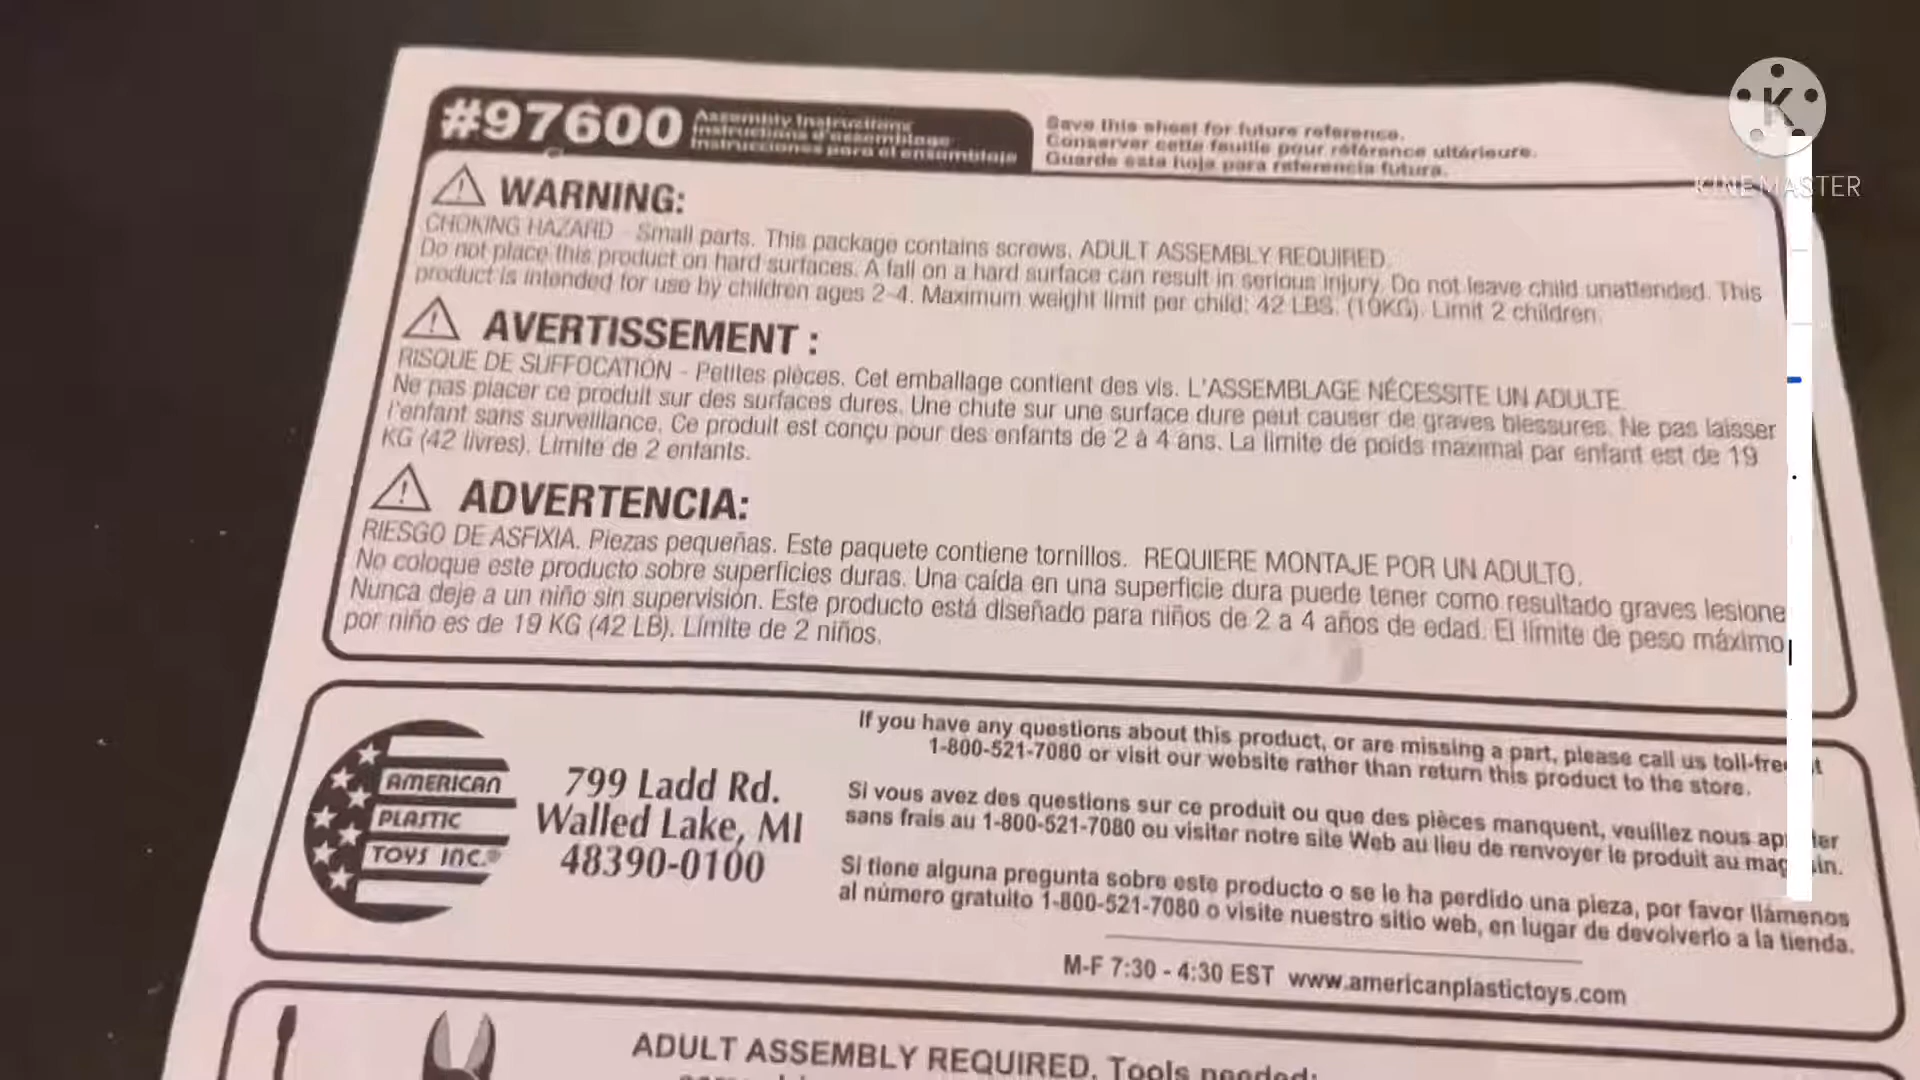 #97600
Assembly Instructions
Instructions d'assemblage
Instrucciones para el ensamblaje
Save this sheet for future reference.
Conserver cette feuille pour référence ultérieure.
Guarde esta hoja para referencia futura.
K
KINEMASTER
WARNING:
CHOKING HAZARD - Small parts. This package contains screws. ADULT ASSEMBLY REQUIRED.
Do not place this product on hard surfaces. A fall on a hard surface can result in serious injury. Do not leave child unattended. This
product is intended for use by children ages 2-4. Maximum weight limit per child: 42 LBS. (19KG). Limit 2 children.
AVERTISSEMENT :
RISQUE DE SUFFOCATION - Petites pièces. Cet emballage contient des vis. L'ASSEMBLAGE NÉCESSITE UN ADULTE.
Ne pas placer ce produit sur des surfaces dures. Une chute sur une surface dure peut causer de graves blessures. Ne pas laisser
l'enfant sans surveillance. Ce produit est conçu pour des enfants de 2 à 4 ans. La limite de poids maximal par enfant est de 19
KG (42 livres). Limite de 2 enfants.
ADVERTENCIA:
RIESGO DE ASFIXIA. Piezas pequeñas. Este paquete contiene tornillos. REQUIERE MONTAJE POR UN ADULTO.
No coloque este producto sobre superficies duras. Una caída en una superficie dura puede tener como resultado graves lesione
Nunca deje a un niño sin supervisión. Este producto está diseñado para niños de 2 a 4 años de edad. El límite de peso máximo
por niño es de 19 KG (42 LB). Límite de 2 niños.
AMERICAN
PLASTIC
TOYS INC.®
799 Ladd Rd.
Walled Lake, MI
48390-0100
If you have any questions about this product, or are missing a part, please call us toll-free at
1-800-521-7080 or visit our website rather than return this product to the store.
Si vous avez des questions sur ce produit ou que des pièces manquent, veuillez nous ap ler
sans frais au 1-800-521-7080 ou visiter notre site Web au lieu de renvoyer le produit au mag in.
Si tiene alguna pregunta sobre este producto o se le ha perdido una pieza, por favor llámenos
al número gratuito 1-800-521-7080 o visite nuestro sitio web, en lugar de devolverlo a la tienda.
M-F 7:30 - 4:30 EST www.americanplastictoys.com
ADULT ASSEMBLY REQUIRED. Tools needed: